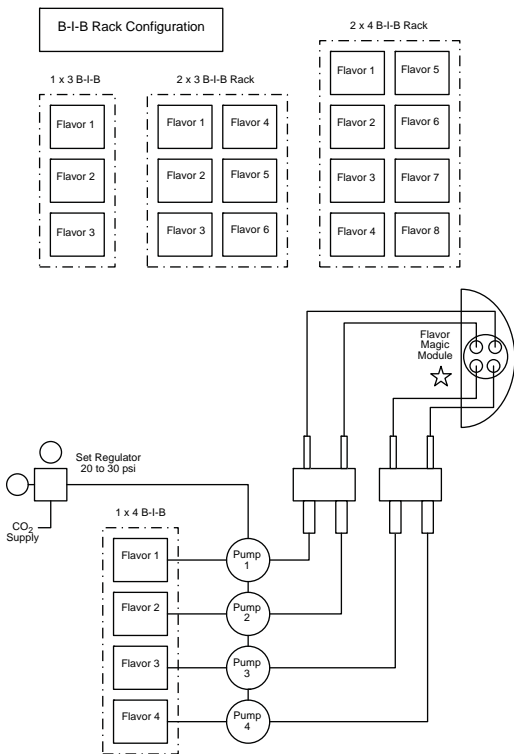 B-I-B Rack Configuration
1 x 3 B-I-B
Flavor 1
Flavor 2
Flavor 3
2 x 3 B-I-B Rack
Flavor 1
Flavor 4
Flavor 2
Flavor 5
Flavor 3
Flavor 6
2 x 4 B-I-B Rack
Flavor 1
Flavor 5
Flavor 2
Flavor 6
Flavor 3
Flavor 7
Flavor 4
Flavor 8
Flavor
Magic
Module
Set Regulator
20 to 30 psi
CO2
Supply
1 x 4 B-I-B
Flavor 1
Pump
1
Flavor 2
Pump
2
Flavor 3
Pump
3
Flavor 4
Pump
4